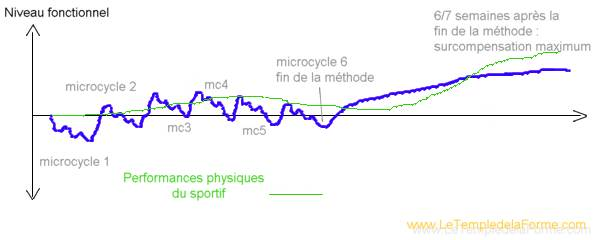 Niveau fonctionnel
6/7 semaines après la
fin de la méthode :
surcompensation maximum
microcycle 6
fin de la méthode
microcycle 2
mc4
mc3
mc5
microcycle 1
Performances physiques
du sportif
www.LeTempledelaForme.com